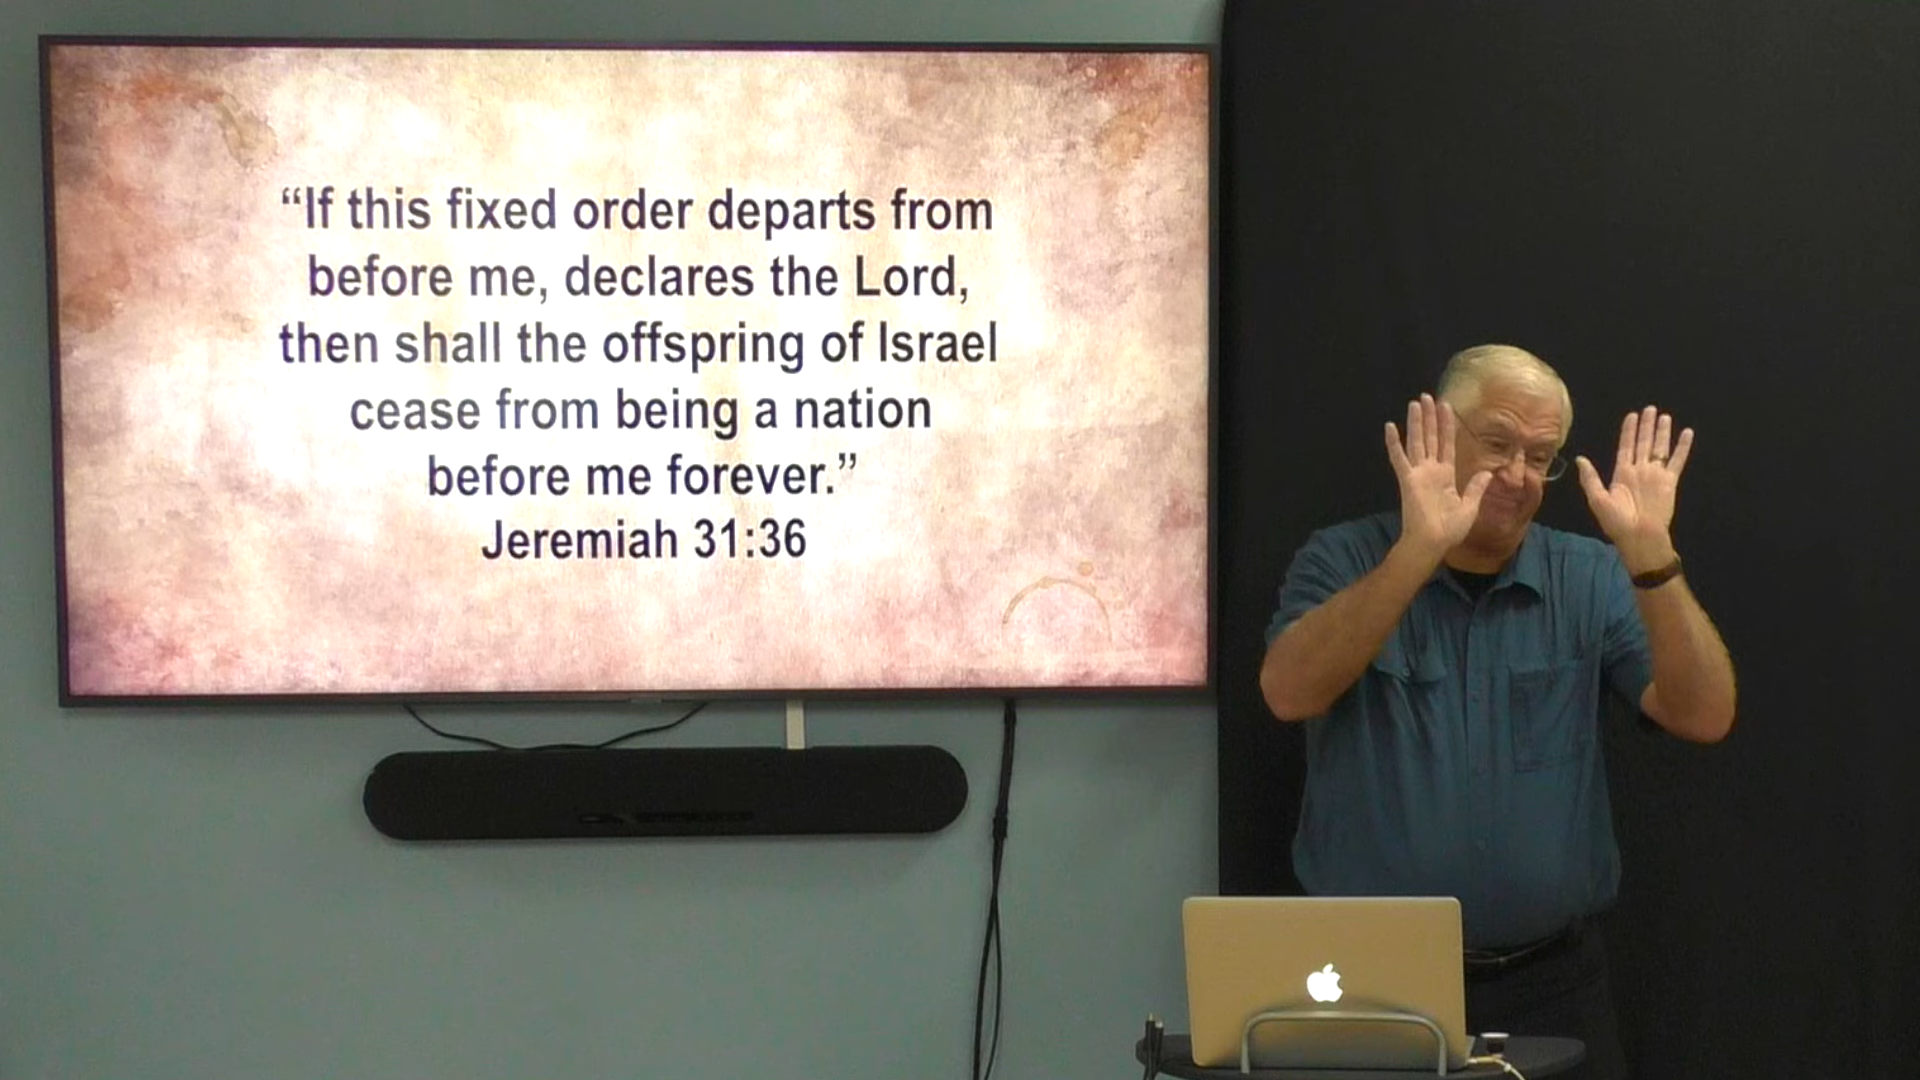 “If this fixed order departs from
before me, declares the Lord,
then shall the offspring of Israel
cease from being a nation
before me forever.”
Jeremiah 31:36